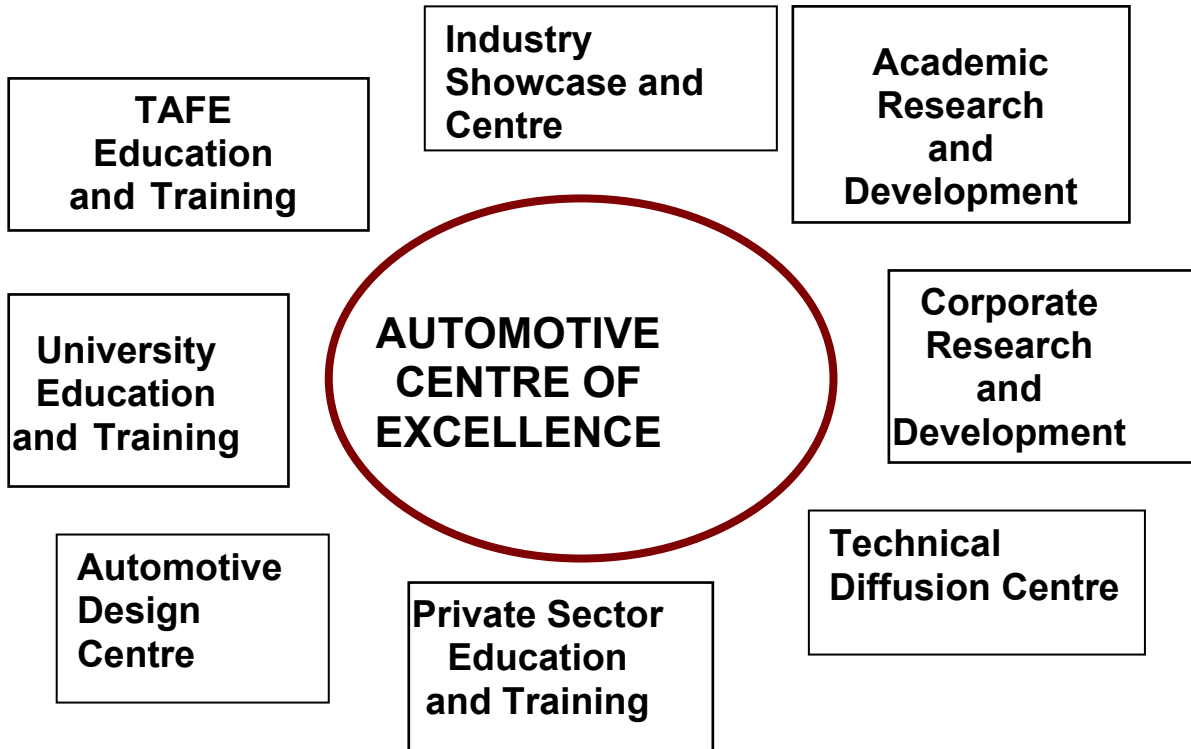 Industry
Showcase and
Centre
Academic
Research
and
Development
TAFE
Education
and Training
AUTOMOTIVE
CENTRE OF
EXCELLENCE
Corporate
Research
and
Development
University
Education
and Training
Technical
Diffusion Centre
Automotive
Design
Centre
Private Sector
Education
and Training